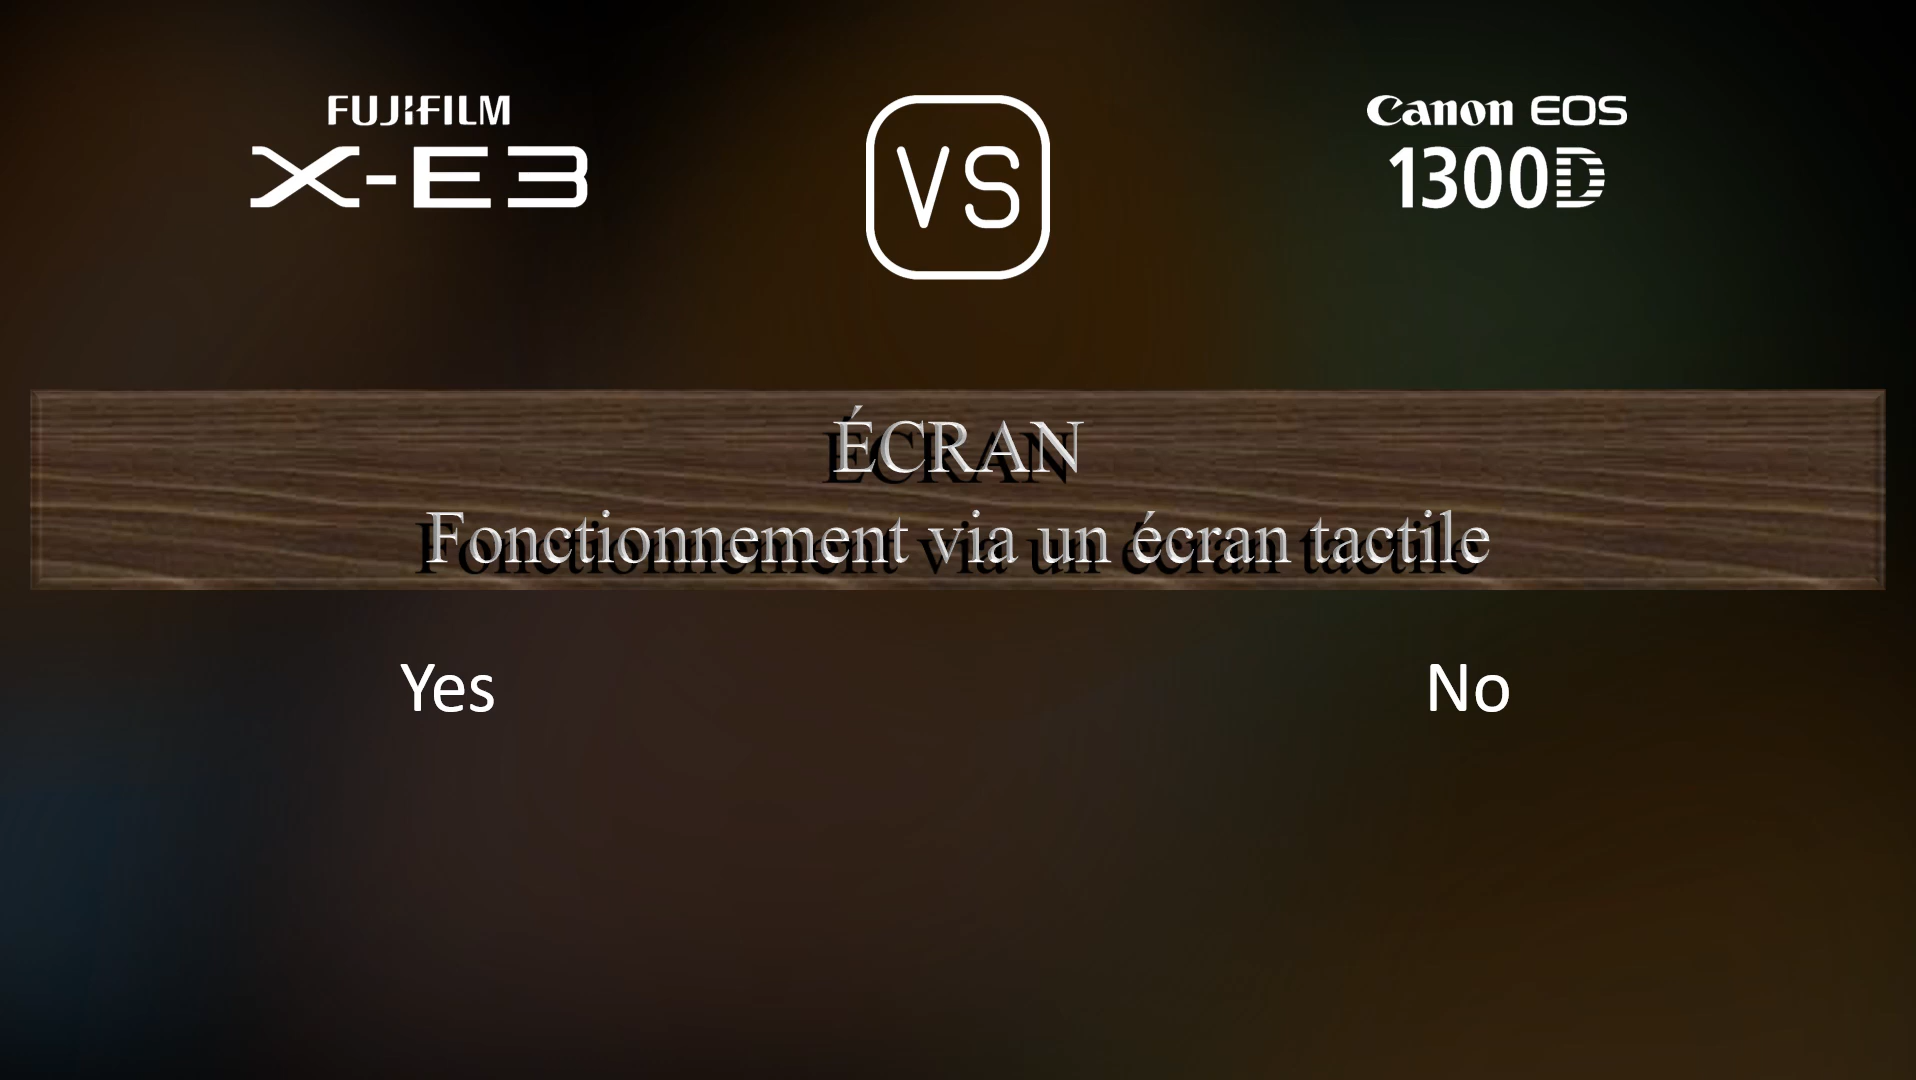 FUJIFILM
X-E3
VS
Canon EOS
1300D
ÉCRAN
Fonctionnement via un écran tactile
Yes
No